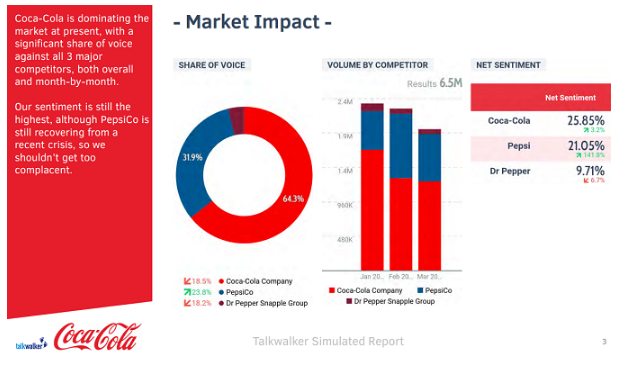 Coca-Cola is dominating the
market at present, with a
significant share of voice
against all 3 major
competitors, both overall
and month-by-month.
Our sentiment is still the
highest, although PepsiCo is
still recovering from a
recent crisis, so we
shouldn't get too
complacent.
- Market Impact -
SHARE OF VOICE
31.9%
64.3%
18.5% Coca-Cola Company
23.8% PepsiCo
18.2% Dr Pepper Snapple Group
VOLUME BY COMPETITOR
Results 6.5M
2.4M
1.9M
1.4M
960K
480K
Jan 20... Feb 20... Mar 20...
Coca-Cola Company PepsiCo
Dr Pepper Snapple Group
NET SENTIMENT
Net Sentiment
Coca-Cola 25.85%
3.2%
Pepsi 21.05%
141.8%
Dr Pepper 9.71%
6.7%
talkwalker Coca-Cola
Talkwalker Simulated Report
3